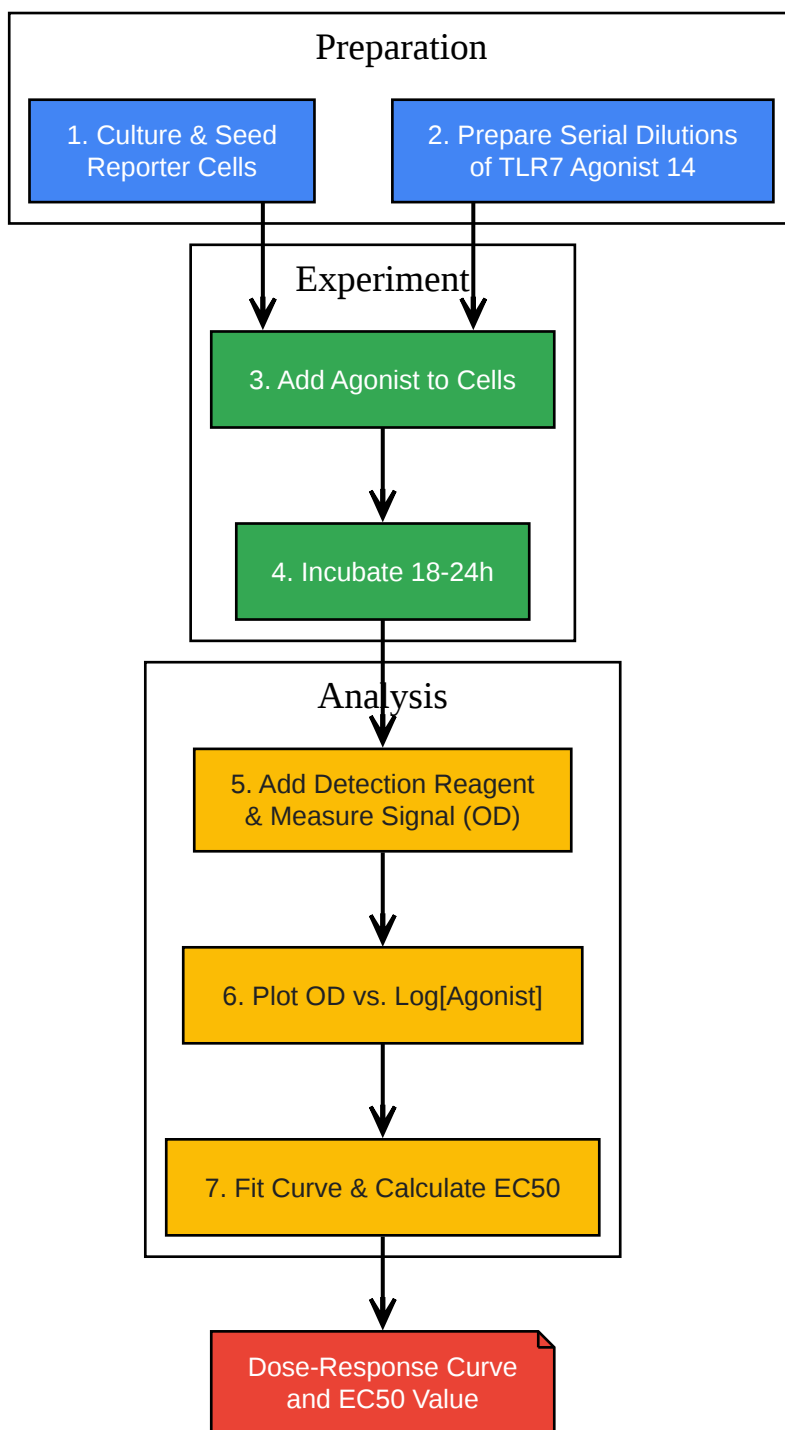 Preparation
1. Culture & Seed
Reporter Cells
2. Prepare Serial Dilutions
of TLR7 Agonist 14
Experiment
3. Add Agonist to Cells
4. Incubate 18-24h
Analysis
5. Add Detection Reagent
& Measure Signal (OD)
6. Plot OD vs. Log[Agonist]
7. Fit Curve & Calculate EC50
Dose-Response Curve
and EC50 Value